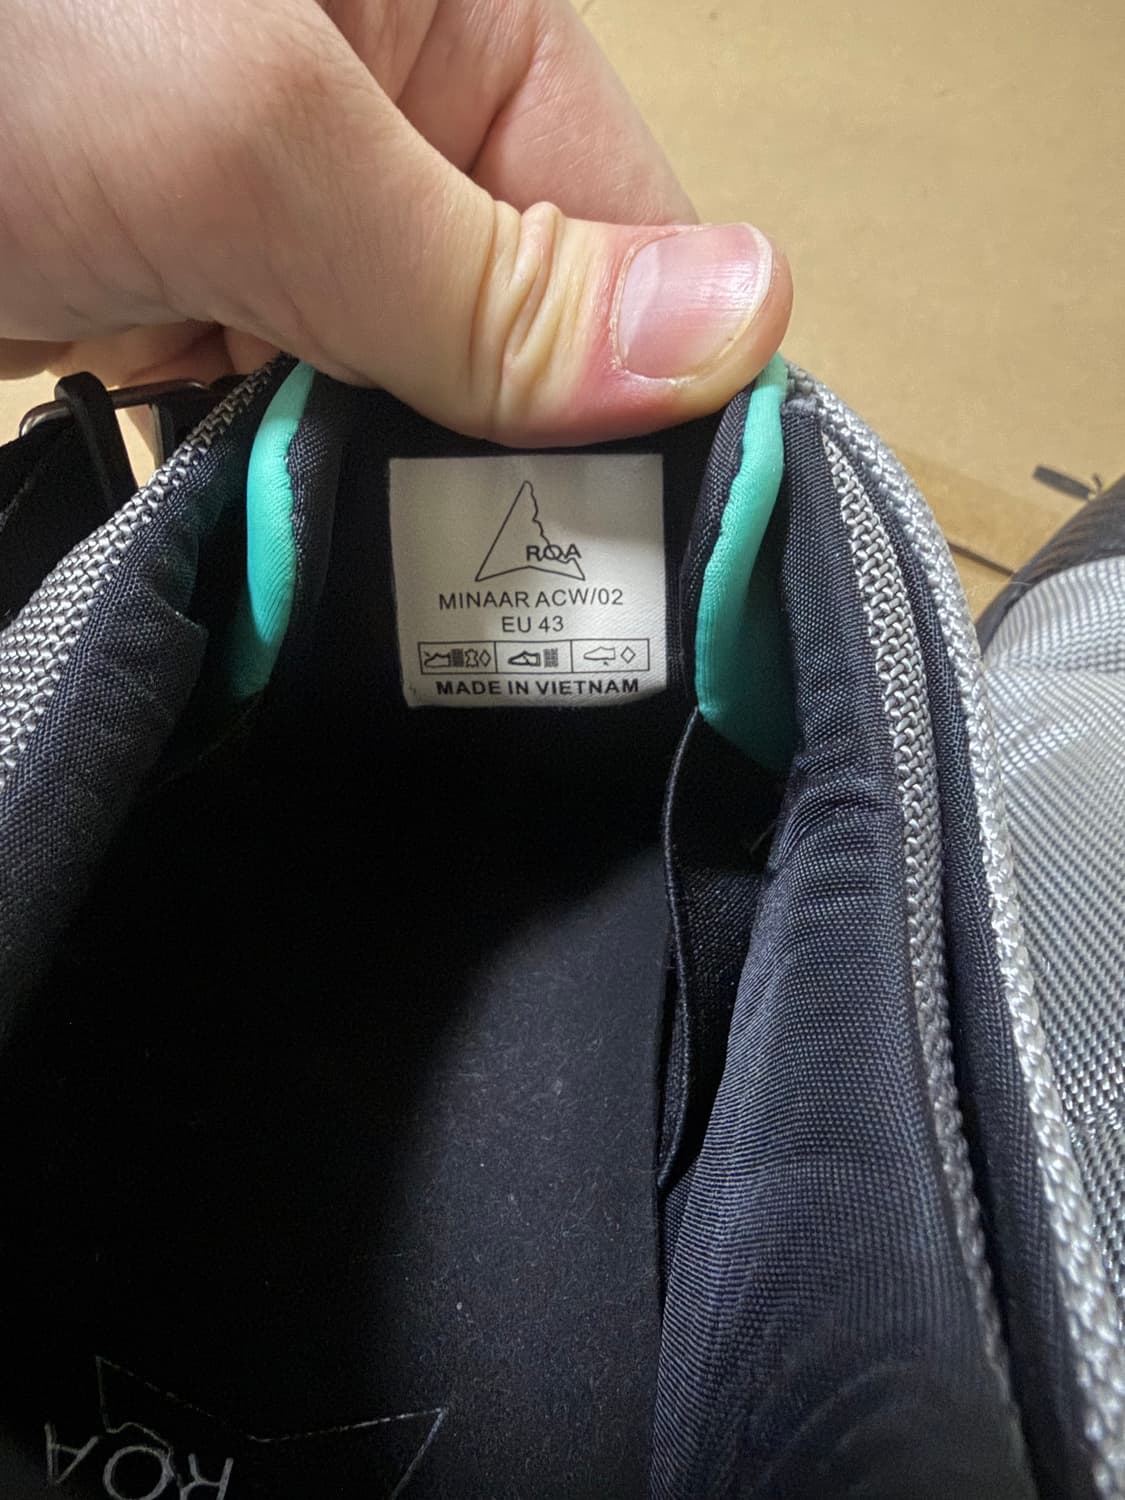 ROA
MINAAR ACW/02
EU 43
MADE IN VIETNAM
ROA